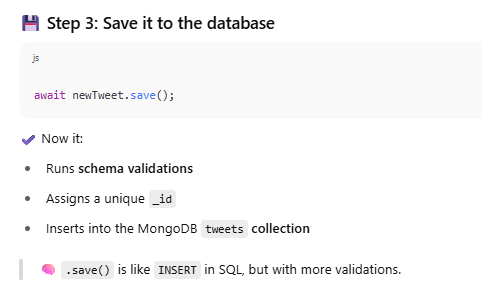 💾 Step 3: Save it to the database
js
await newTweet.save();
✔ Now it:
• Runs schema validations
• Assigns a unique _id
• Inserts into the MongoDB tweets collection
🧠 .save() is like INSERT in SQL, but with more validations.